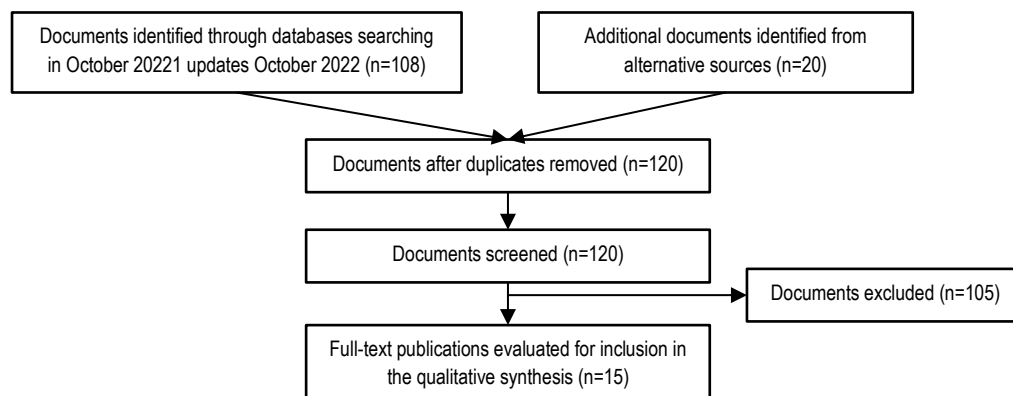 Documents identified through databases searching
in October 20221 updates October 2022 (n=108)
Additional documents identified from
alternative sources (n=20)
Documents after duplicates removed (n=120)
Documents screened (n=120)
Documents excluded (n=105)
Full-text publications evaluated for inclusion in
the qualitative synthesis (n=15)